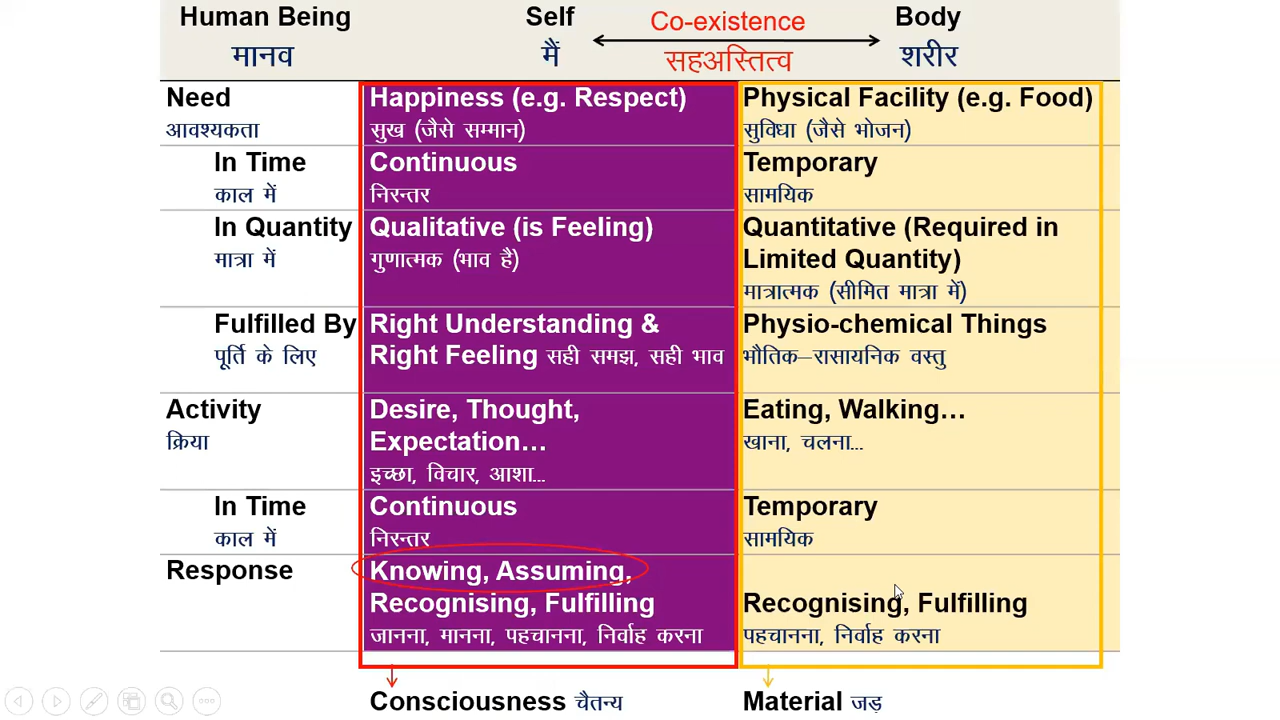 Human Being Self Co-existence Body
मानव मैं सहअस्तित्व शरीर
Need Happiness (e.g. Respect) Physical Facility (e.g. Food)
आवश्यकता सुख (जैसे सम्मान) सुविधा (जैसे भोजन)
In Time Continuous Temporary
काल में निरन्तर सामयिक
In Quantity Qualitative (is Feeling) Quantitative (Required in
मात्रा में गुणात्मक (भाव है) Limited Quantity)
मात्रात्मक (सीमित मात्रा में)
Fulfilled By Right Understanding & Physio-chemical Things
पूर्ति के लिए Right Feeling सही समझ, सही भाव भौतिक–रासायनिक वस्तु
Activity Desire, Thought, Eating, Walking…
क्रिया Expectation… खाना, चलना...
इच्छा, विचार, आशा...
In Time Continuous Temporary
काल में निरन्तर सामयिक
Response Knowing, Assuming,
Recognising, Fulfilling Recognising, Fulfilling
जानना, मानना, पहचानना, निर्वाह करना पहचानना, निर्वाह करना
Consciousness चैतन्य Material जड़